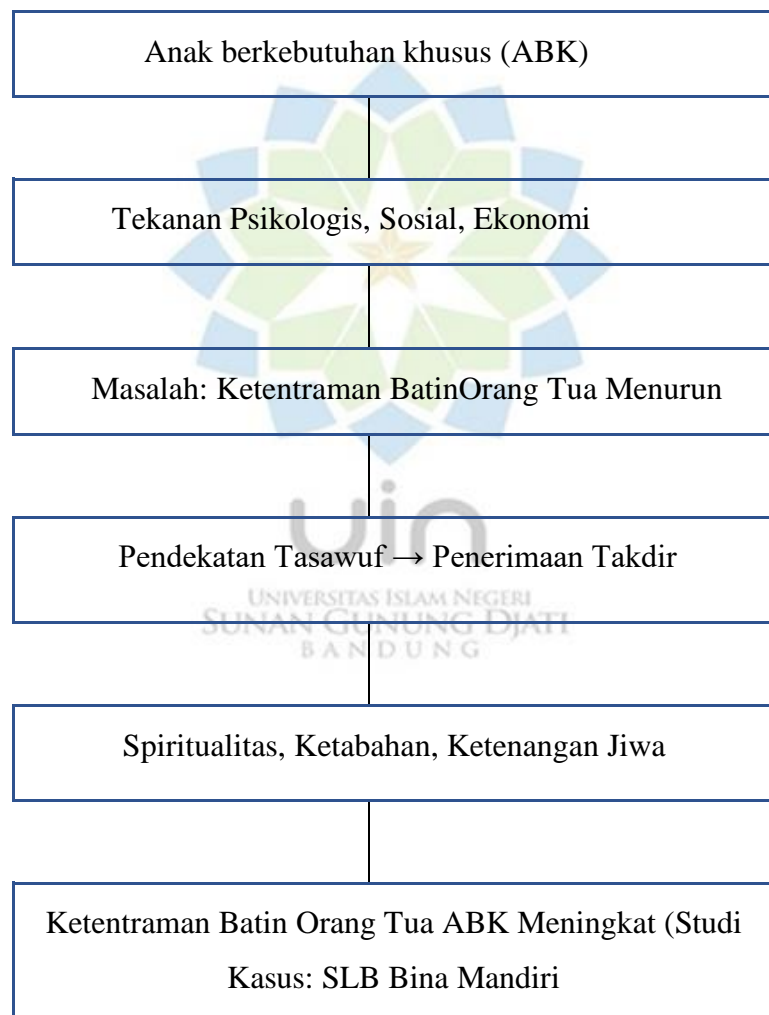 Anak berkebutuhan khusus (ABK)
Tekanan Psikologis, Sosial, Ekonomi
Masalah: Ketentraman BatinOrang Tua Menurun
uin
Pendekatan Tasawuf → Penerimaan Takdir
UNIVERSITAS ISLAM NEGERI
SUNAN GUNUNG DJATI
BANDUNG
Spiritualitas, Ketabahan, Ketenangan Jiwa
Ketentraman Batin Orang Tua ABK Meningkat (Studi
Kasus: SLB Bina Mandiri